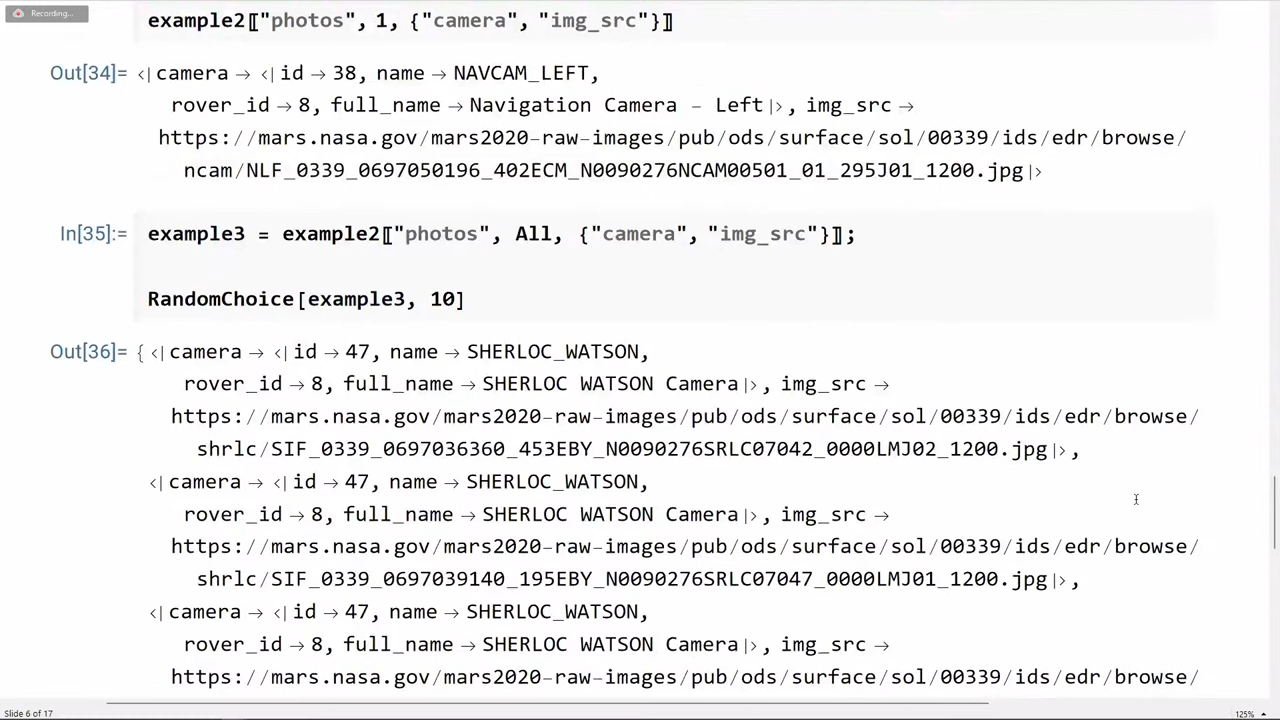 Recording...
example2[["photos", 1, {"camera", "img_src"}]]
Out[34]= <|camera → <|id → 38, name → NAVCAM_LEFT,
rover_id → 8, full_name → Navigation Camera - Left|>, img_src →
https://mars.nasa.gov/mars2020-raw-images/pub/ods/surface/sol/00339/ids/edr/browse/
ncam/NLF_0339_0697050196_402ECM_N0090276NCAM00501_01_295J01_1200.jpg|>
In[35]:= example3 = example2[["photos", All, {"camera", "img_src"}]];
RandomChoice[example3, 10]
Out[36]= {<|camera → <|id → 47, name → SHERLOC_WATSON,
rover_id → 8, full_name → SHERLOC WATSON Camera|>, img_src →
https://mars.nasa.gov/mars2020-raw-images/pub/ods/surface/sol/00339/ids/edr/browse/
shrlc/SIF_0339_0697036360_453EBY_N0090276SRLC07042_0000LMJ02_1200.jpg|>,
<|camera → <|id → 47, name → SHERLOC_WATSON,
rover_id → 8, full_name → SHERLOC WATSON Camera|>, img_src →
https://mars.nasa.gov/mars2020-raw-images/pub/ods/surface/sol/00339/ids/edr/browse/
shrlc/SIF_0339_0697039140_195EBY_N0090276SRLC07047_0000LMJ01_1200.jpg|>,
<|camera → <|id → 47, name → SHERLOC_WATSON,
rover_id → 8, full_name → SHERLOC WATSON Camera|>, img_src →
https://mars.nasa.gov/mars2020-raw-images/pub/ods/surface/sol/00339/ids/edr/browse/
Slide 6 of 17
125%